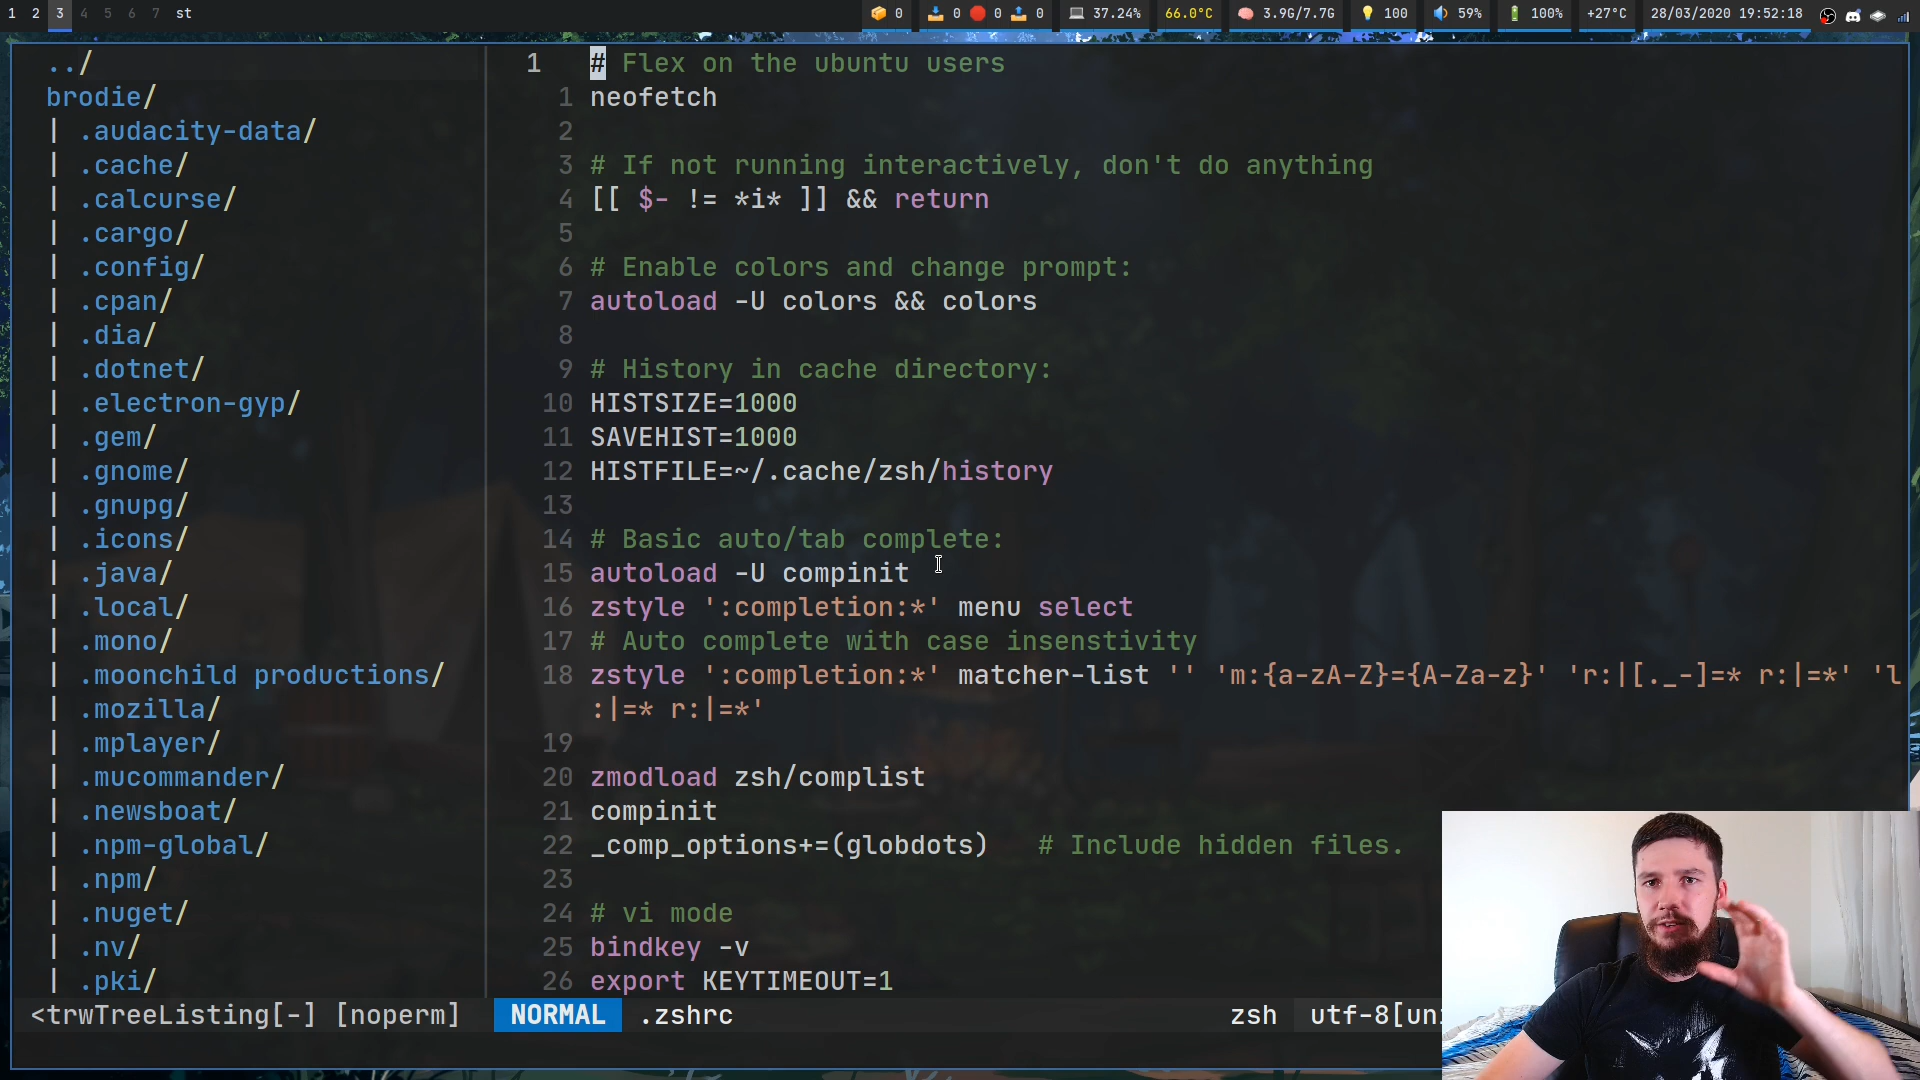 1 2 3 4 5 6 7 st 0 0 0 0 37.24% 66.0°C 3.9G/7.7G 100 59% 100% +27°C 28/03/2020 19:52:18
../
brodie/
| .audacity-data/
| .cache/
| .calcurse/
| .cargo/
| .config/
| .cpan/
| .dia/
| .dotnet/
| .electron-gyp/
| .gem/
| .gnome/
| .gnupg/
| .icons/
| .java/
| .local/
| .mono/
| .moonchild productions/
| .mozilla/
| .mplayer/
| .mucommander/
| .newsboat/
| .npm-global/
| .npm/
| .nuget/
| .nv/
| .pki/
<trwTreeListing[-] [noperm]
1 # Flex on the ubuntu users
1 neofetch
2
3 # If not running interactively, don't do anything
4 [[ $- != *i* ]] && return
5
6 # Enable colors and change prompt:
7 autoload -U colors && colors
8
9 # History in cache directory:
10 HISTSIZE=1000
11 SAVEHIST=1000
12 HISTFILE=~/.cache/zsh/history
13
14 # Basic auto/tab complete:
15 autoload -U compinit
16 zstyle ':completion:*' menu select
17 # Auto complete with case insenstivity
18 zstyle ':completion:*' matcher-list '' 'm:{a-zA-Z}={A-Za-z}' 'r:|[._-]=* r:|=*' 'l
:|=* r:|=*'
19
20 zmodload zsh/complist
21 compinit
22 _comp_options+=(globdots) # Include hidden files.
23
24 # vi mode
25 bindkey -v
26 export KEYTIMEOUT=1
NORMAL .zshrc zsh utf-8[un